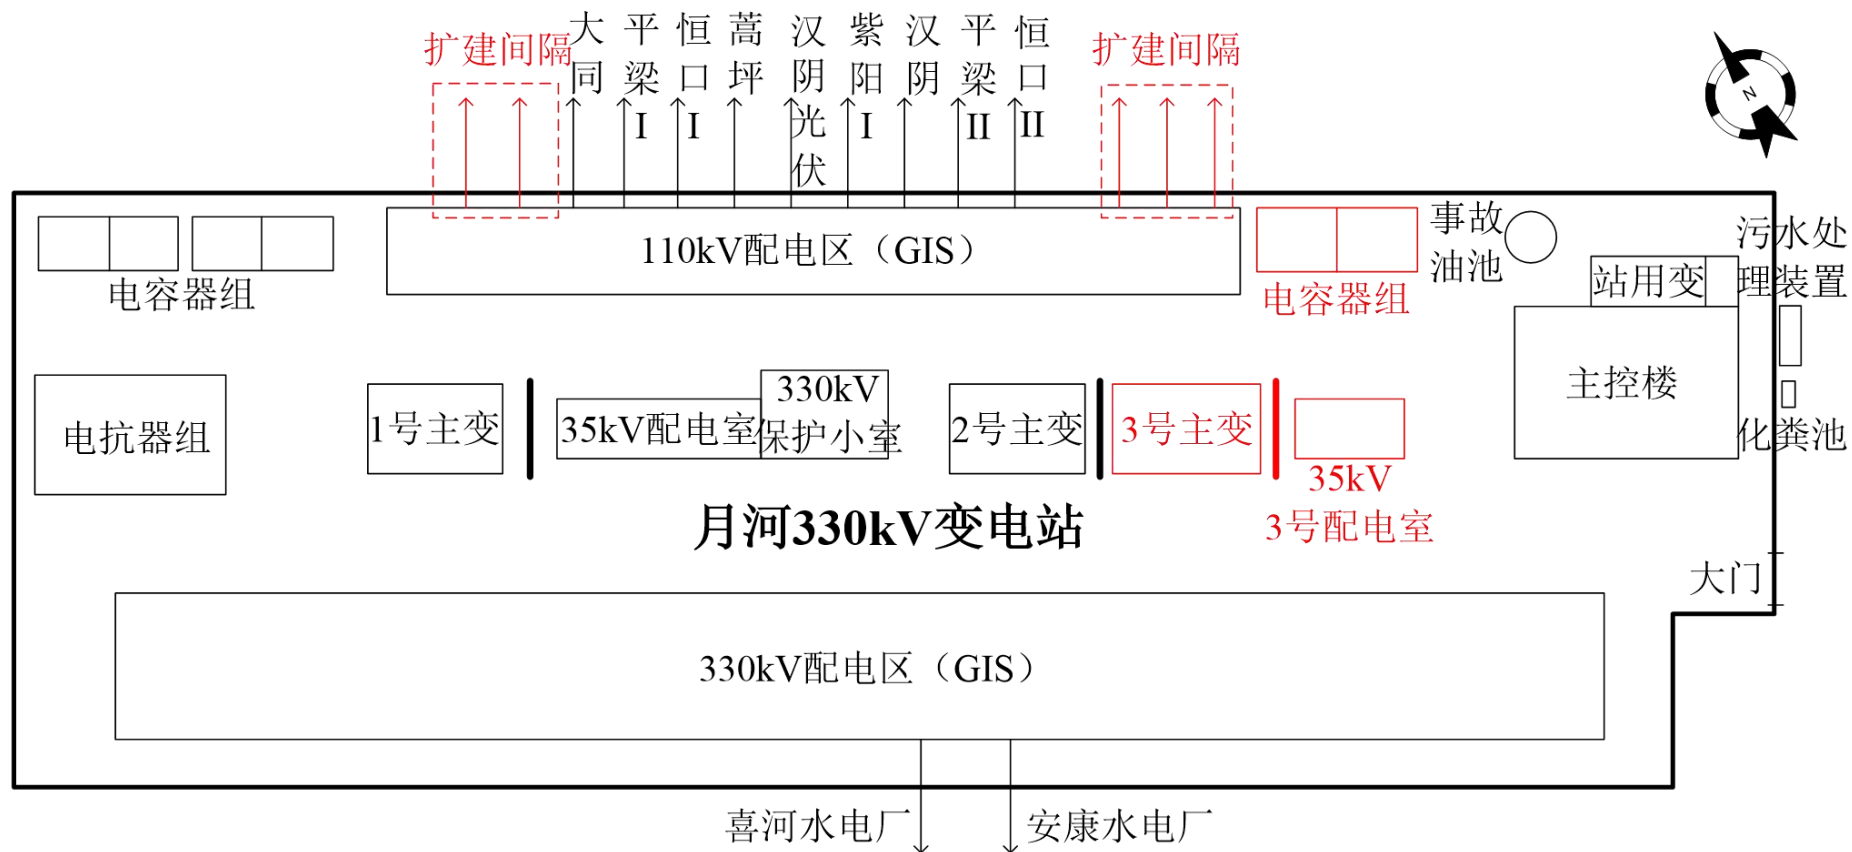 扩建间隔
大同
平梁I
恒口I
蒿坪
汉阴光伏
紫阳I
汉阴
平梁II
恒口II
扩建间隔
N
110kV配电区（GIS）
电容器组
电容器组
事故
油池
站用变
污水处
理装置
主控楼
化粪池
电抗器组
1号主变
35kV配电室
330kV
保护小室
2号主变
3号主变
35kV
3号配电室
月河330kV变电站
大门
330kV配电区（GIS）
喜河水电厂
安康水电厂